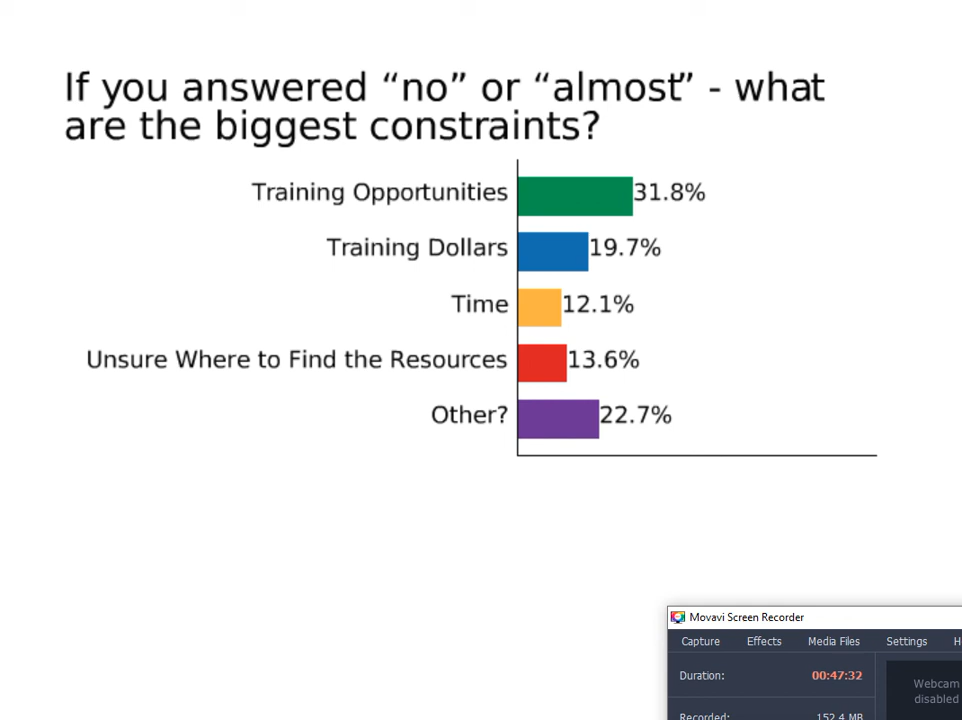 If you answered “no” or “almost” - what
are the biggest constraints?
Training Opportunities 31.8%
Training Dollars 19.7%
Time 12.1%
Unsure Where to Find the Resources 13.6%
Other? 22.7%
Movavi Screen Recorder
Capture Effects Media Files Settings
Duration: 00:47:32
Webcam
disabled
Recorded: 152.4 MB